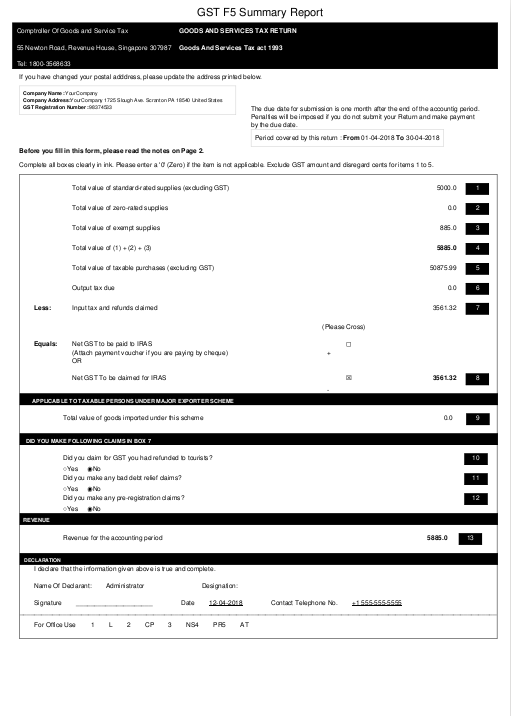 GST F5 Summary Report
Comptroller Of Goods and Service Tax GOODS AND SERVICES TAX RETURN
55 Newton Road, Revenue House, Singapore 307987 Goods And Services Tax act 1993
Tel: 1800-3568633
If you have changed your postal adddress, please update the address printed below.
Company Name :YourCompany
Company Address:YourCompany 1725 Slough Ave. Scranton PA 18540 United States
GST Registration Number :98374533
The due date for submission is one month after the end of the accountig period.
Penalties will be imposed if you do not submit your Return and make payment
by the due date.
Period covered by this return : From 01-04-2018 To 30-04-2018
Before you fill in this form, please read the notes on Page 2.
Complete all boxes clearly in ink. Please enter a '0' (Zero) if the item is not applicable. Exclude GST amount and disregard cents for items 1 to 5.
Total value of standard-rated supplies (excluding GST) 5000.0 1
Total value of zero-rated supplies 0.0 2
Total value of exempt supplies 885.0 3
Total value of (1) + (2) + (3) 5885.0 4
Total value of taxable purchases (excluding GST) 50875.99 5
Output tax due 0.0 6
Less: Input tax and refunds claimed 3561.32 7
(Please Cross)
Equals: Net GST to be paid to IRAS ☐
(Attach payment voucher if you are paying by cheque) +
OR
Net GST To be claimed for IRAS ☒ 3561.32 8
-
APPLICABLE TO TAXABLE PERSONS UNDER MAJOR EXPORTER SCHEME
Total value of goods imported under this scheme 0.0 9
DID YOU MAKE FOLLOWING CLAIMS IN BOX 7
Did you claim for GST you had refunded to tourists? 10
○Yes ◉No
Did you make any bad debt relief claims? 11
○Yes ◉No
Did you make any pre-registration claims? 12
○Yes ◉No
REVENUE
Revenue for the accounting period 5885.0 13
DECLARATION
I declare that the information given above is true and complete.
Name Of Declarant: Administrator Designation:
Signature ______________________ Date 12-04-2018 Contact Telephone No. +1 555-555-5555
For Office Use 1 L 2 CP 3 NS4 PR5 AT